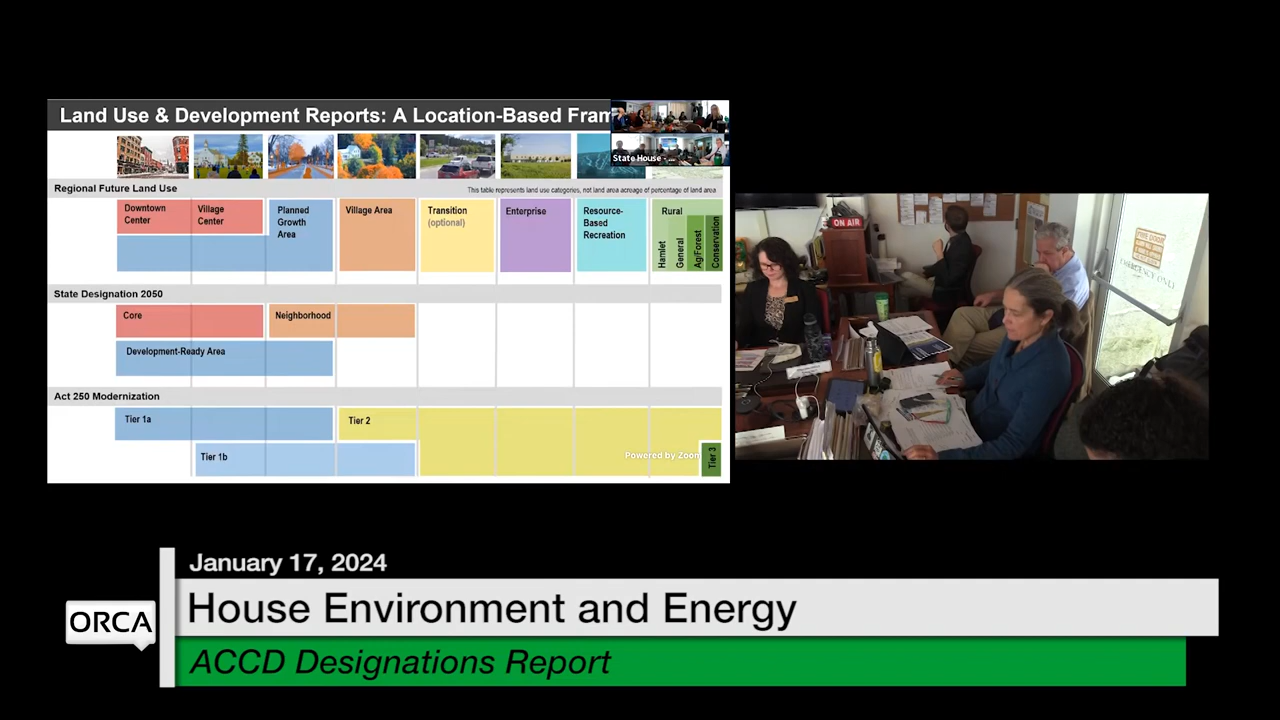 Land Use & Development Reports: A Location-Based Fram
State House - ...
Regional Future Land Use
This table represents land use categories, not land area acreage of percentage of land area
Downtown
Center
Village
Center
Planned
Growth
Area
Village Area
Transition
(optional)
Enterprise
Resource-
Based
Recreation
Rural
Hamlet
General
Ag/Forest
Conservation
State Designation 2050
Core
Neighborhood
Development-Ready Area
Act 250 Modernization
Tier 1a
Tier 2
Tier 1b
Powered by Zoom
Tier 3
ON AIR
EMERGENCY ONLY
January 17, 2024
House Environment and Energy
ORCA
ACCD Designations Report